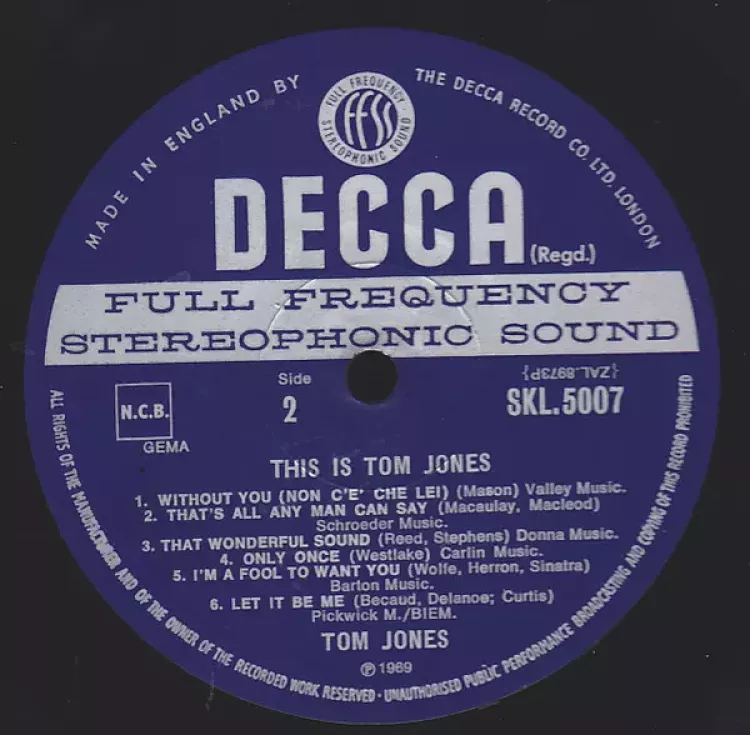 MADE IN ENGLAND BY
THE DECCA RECORD CO. LTD. LONDON
FULL FREQUENCY
STEREOPHONIC SOUND
FFSS
DECCA
(Regd.)
FULL FREQUENCY
STEREOPHONIC SOUND
Side
2
N.C.B.
GEMA
{ZAL.8973P}
SKL.5007
THIS IS TOM JONES
1. WITHOUT YOU (NON C'E' CHE LEI) (Mason) Valley Music.
2. THAT'S ALL ANY MAN CAN SAY (Macaulay, Macleod)
Schroeder Music.
3. THAT WONDERFUL SOUND (Reed, Stephens) Donna Music.
4. ONLY ONCE (Westlake) Carlin Music.
5. I'M A FOOL TO WANT YOU (Wolfe, Herron, Sinatra)
Barton Music.
6. LET IT BE ME (Becaud, Delanoe; Curtis)
Pickwick M./BIEM.
TOM JONES
℗1969
ALL RIGHTS OF THE MANUFACTURER AND OF THE OWNER OF THE RECORDED WORK RESERVED · UNAUTHORISED PUBLIC PERFORMANCE BROADCASTING AND COPYING OF THIS RECORD PROHIBITED